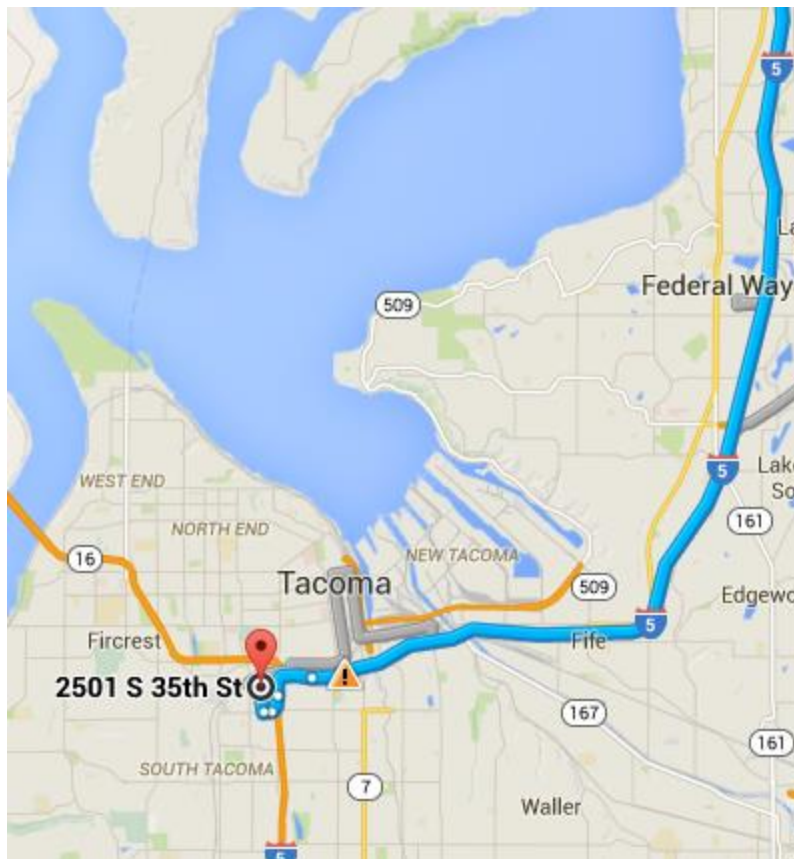 5
La
Federal Way
509
5
Lake
So
WEST END
161
NORTH END
NEW TACOMA
16
Tacoma
509
Edgewo
5
Fircrest
Fife
2501 S 35th St
!
167
161
SOUTH TACOMA
7
Waller
5